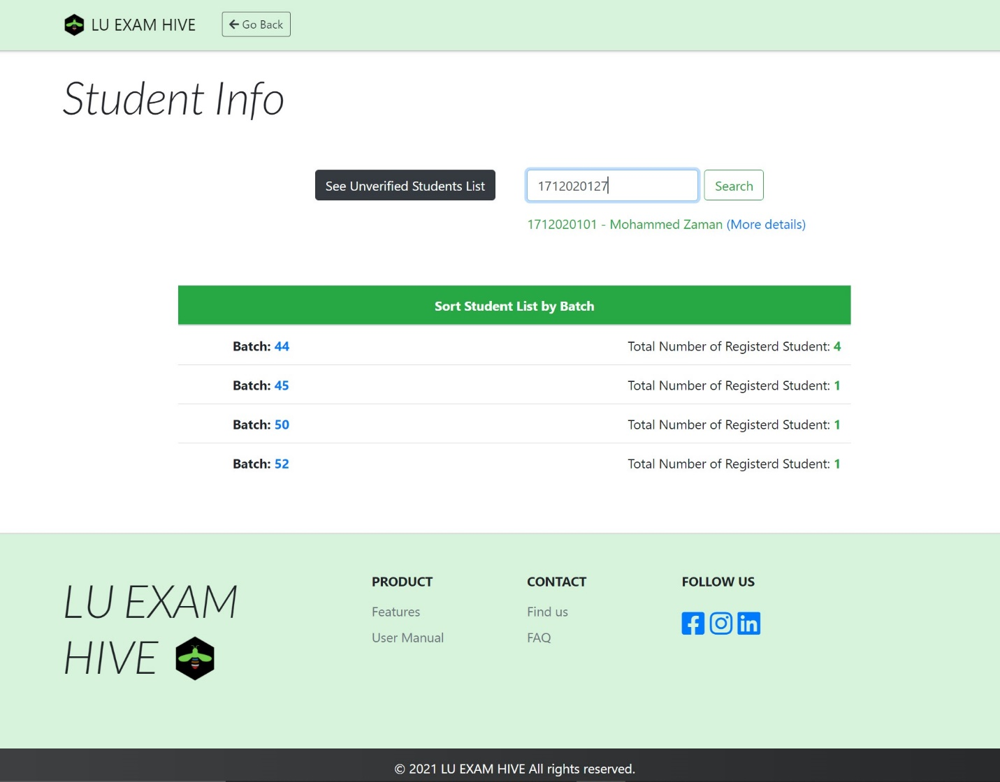 LU EXAM HIVE
Go Back
Student Info
See Unverified Students List
1712020127
Search
1712020101 - Mohammed Zaman (More details)
Sort Student List by Batch
Batch: 44 Total Number of Registerd Student: 4
Batch: 45 Total Number of Registerd Student: 1
Batch: 50 Total Number of Registerd Student: 1
Batch: 52 Total Number of Registerd Student: 1
LU EXAM
HIVE
PRODUCT
Features
User Manual
CONTACT
Find us
FAQ
FOLLOW US
© 2021 LU EXAM HIVE All rights reserved.